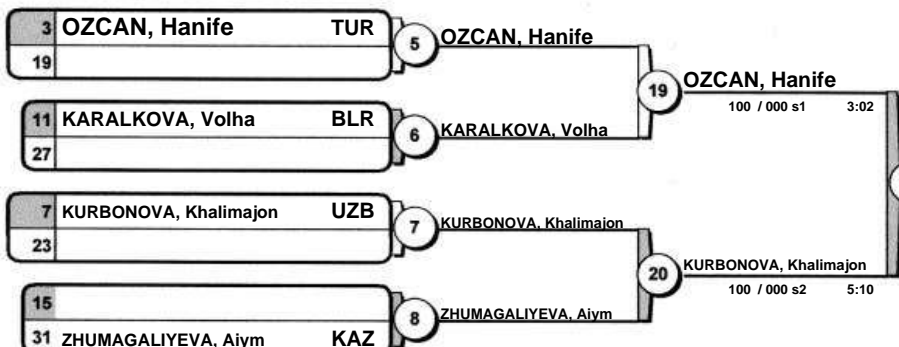 3 OZCAN, Hanife TUR
19
5
OZCAN, Hanife
11 KARALKOVA, Volha BLR
27
6
KARALKOVA, Volha
19
OZCAN, Hanife
100 / 000 s1 3:02
7 KURBONOVA, Khalimajon UZB
23
7
KURBONOVA, Khalimajon
15
31 ZHUMAGALIYEVA, Aiym KAZ
8
ZHUMAGALIYEVA, Aiym
20
KURBONOVA, Khalimajon
100 / 000 s2 5:10